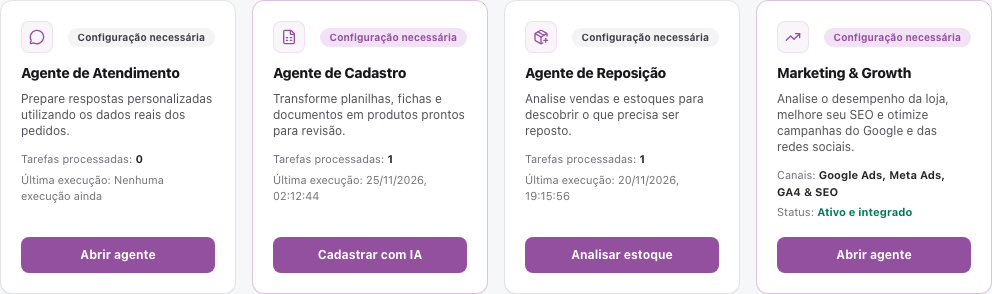 Configuração necessária
Agente de Atendimento
Prepare respostas personalizadas
utilizando os dados reais dos
pedidos.
Tarefas processadas: 0
Última execução: Nenhuma
execução ainda
Abrir agente
Configuração necessária
Agente de Cadastro
Transforme planilhas, fichas e
documentos em produtos prontos
para revisão.
Tarefas processadas: 1
Última execução: 25/11/2026,
02:12:44
Cadastrar com IA
Configuração necessária
Agente de Reposição
Analise vendas e estoques para
descobrir o que precisa ser
reposto.
Tarefas processadas: 1
Última execução: 20/11/2026,
19:15:56
Analisar estoque
Configuração necessária
Marketing & Growth
Analise o desempenho da loja,
melhore seu SEO e otimize
campanhas do Google e das
redes sociais.
Canais: Google Ads, Meta Ads,
GA4 & SEO
Status: Ativo e integrado
Abrir agente